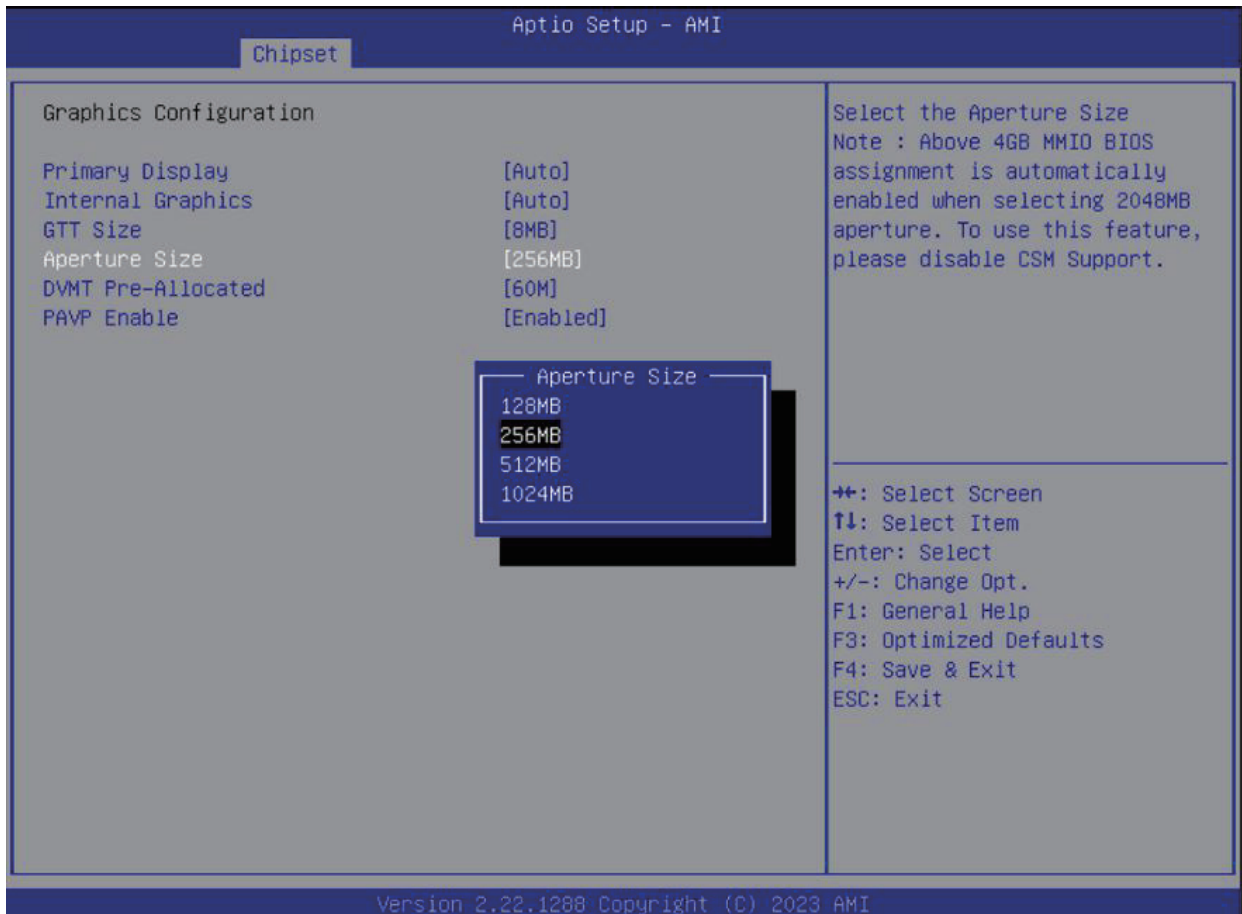 Aptio Setup – AMI
Chipset
Graphics Configuration
Primary Display [Auto]
Internal Graphics [Auto]
GTT Size [8MB]
Aperture Size [256MB]
DVMT Pre-Allocated [60M]
PAVP Enable [Enabled]
Aperture Size
128MB
256MB
512MB
1024MB
Select the Aperture Size
Note : Above 4GB MMIO BIOS
assignment is automatically
enabled when selecting 2048MB
aperture. To use this feature,
please disable CSM Support.
→←: Select Screen
↑↓: Select Item
Enter: Select
+/-: Change Opt.
F1: General Help
F3: Optimized Defaults
F4: Save & Exit
ESC: Exit
Version 2.22.1288 Copyright (C) 2023 AMI